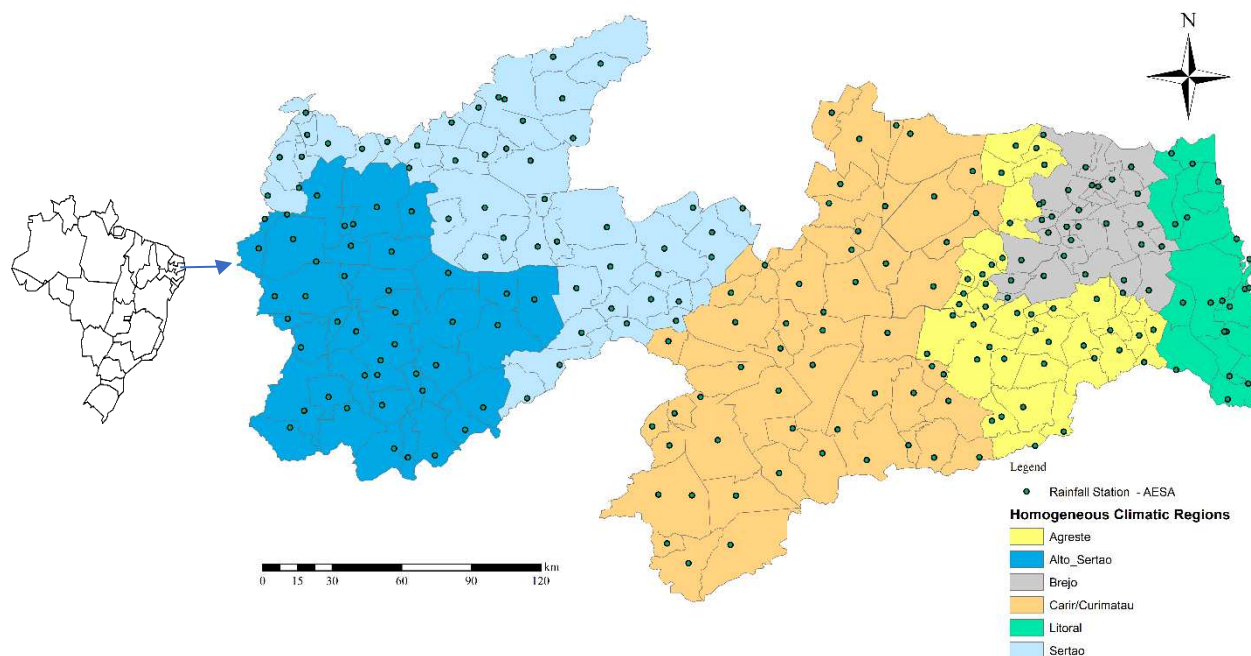 N
km
0 15 30 60 90 120
Legend
Rainfall Station - AESA
Homogeneous Climatic Regions
Agreste
Alto_Sertao
Brejo
Carir/Curimatau
Litoral
Sertao